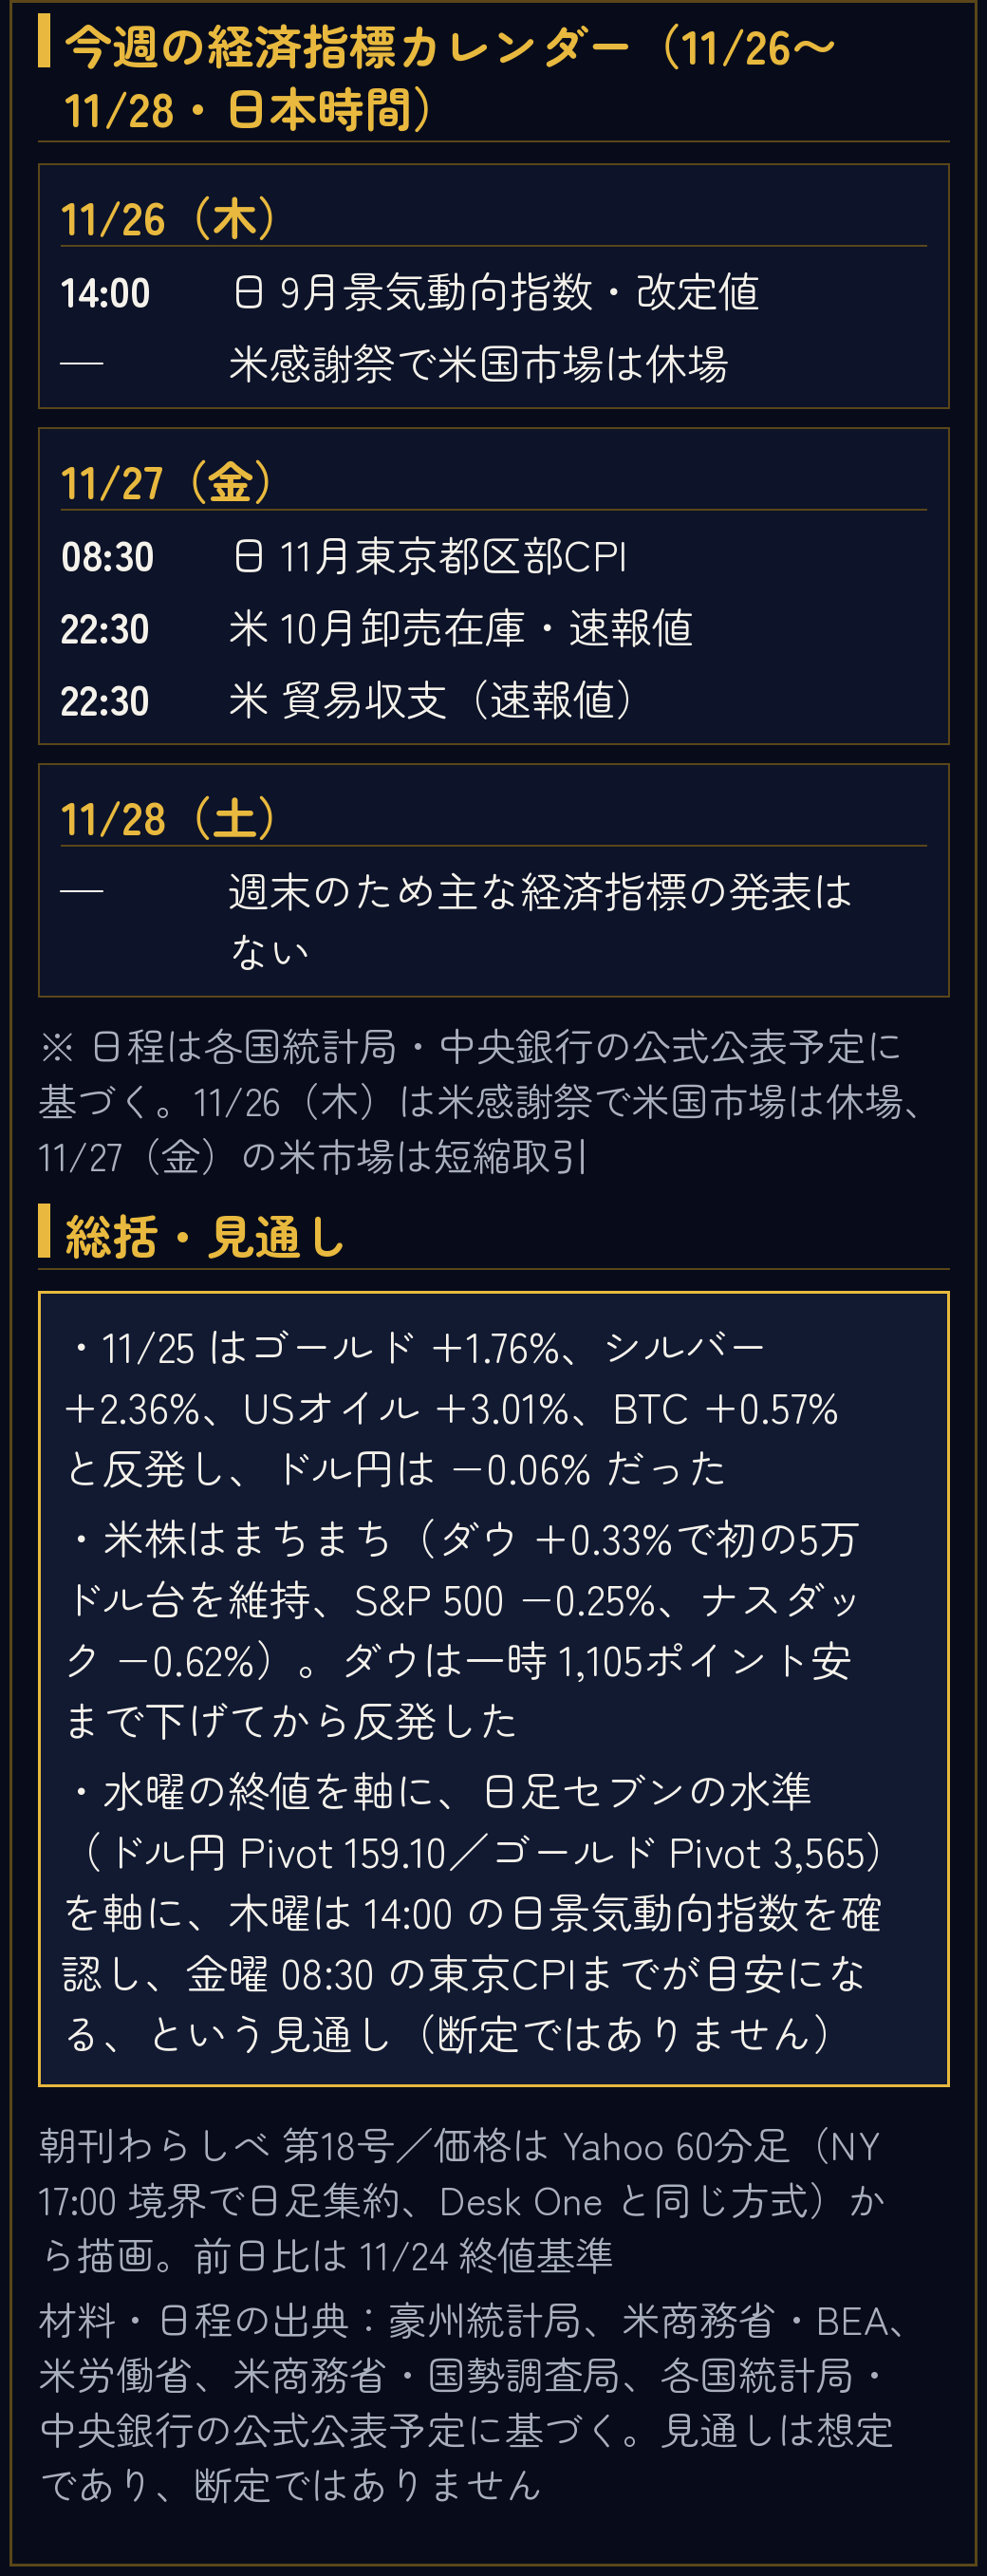 今週の経済指標カレンダー（11/26〜
11/28・日本時間）
11/26（木）
14:00 日 9月景気動向指数・改定値
— 米感謝祭で米国市場は休場
11/27（金）
08:30 日 11月東京都区部CPI
22:30 米 10月卸売在庫・速報値
22:30 米 貿易収支（速報値）
11/28（土）
— 週末のため主な経済指標の発表は
ない
※ 日程は各国統計局・中央銀行の公式公表予定に
基づく。11/26（木）は米感謝祭で米国市場は休場、
11/27（金）の米市場は短縮取引
総括・見通し
・11/25 はゴールド +1.76%、シルバー
+2.36%、USオイル +3.01%、BTC +0.57%
と反発し、ドル円は −0.06% だった
・米株はまちまち（ダウ +0.33%で初の5万
ドル台を維持、S&P 500 −0.25%、ナスダッ
ク −0.62%）。ダウは一時 1,105ポイント安
まで下げてから反発した
・水曜の終値を軸に、日足セブンの水準
（ドル円 Pivot 159.10／ゴールド Pivot 3,565）
を軸に、木曜は 14:00 の日景気動向指数を確
認し、金曜 08:30 の東京CPIまでが目安にな
る、という見通し（断定ではありません）
朝刊わらしべ 第18号／価格は Yahoo 60分足（NY
17:00 境界で日足集約、Desk One と同じ方式）か
ら描画。前日比は 11/24 終値基準
材料・日程の出典：豪州統計局、米商務省・BEA、
米労働省、米商務省・国勢調査局、各国統計局・
中央銀行の公式公表予定に基づく。見通しは想定
であり、断定ではありません